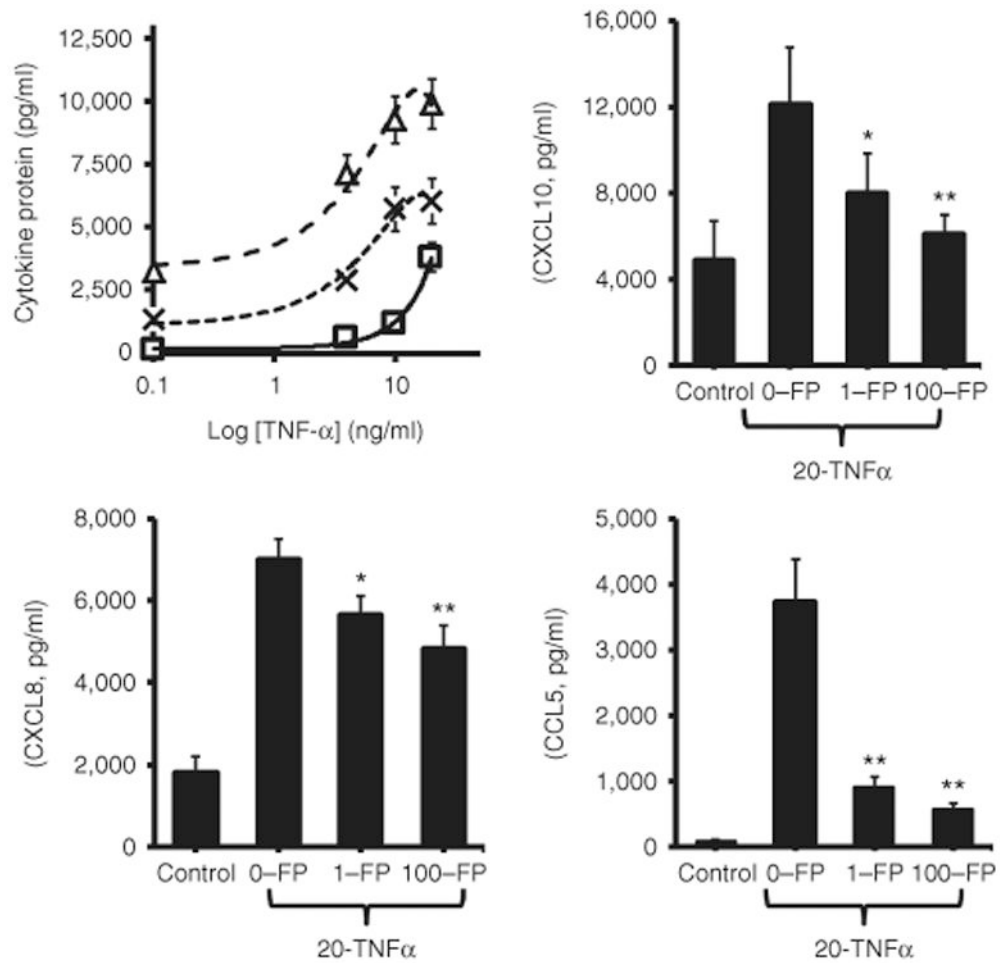 12,500
10,000
7,500
5,000
2,500
0
Cytokine protein (pg/ml)
0.1 1 10
Log [TNF-α] (ng/ml)
16,000
12,000
8,000
4,000
0
(CXCL10, pg/ml)
*
**
Control 0–FP 1–FP 100–FP
20-TNFα
8,000
6,000
4,000
2,000
0
(CXCL8, pg/ml)
*
**
Control 0–FP 1–FP 100–FP
20-TNFα
5,000
4,000
3,000
2,000
1,000
0
(CCL5, pg/ml)
**
**
Control 0–FP 1–FP 100–FP
20-TNFα